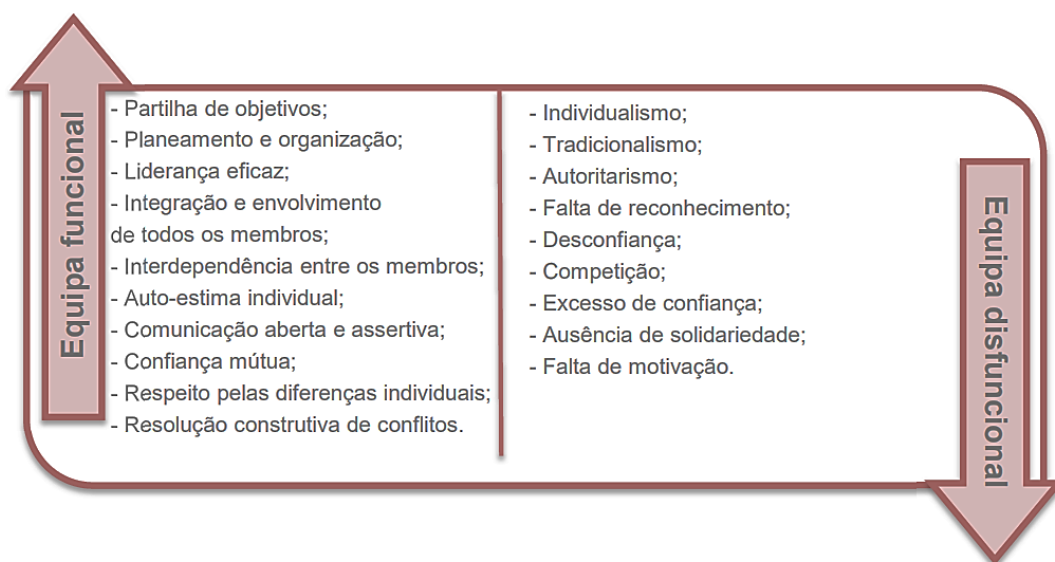 Equipa funcional
- Partilha de objetivos;
- Planeamento e organização;
- Liderança eficaz;
- Integração e envolvimento
de todos os membros;
- Interdependência entre os membros;
- Auto-estima individual;
- Comunicação aberta e assertiva;
- Confiança mútua;
- Respeito pelas diferenças individuais;
- Resolução construtiva de conflitos.
- Individualismo;
- Tradicionalismo;
- Autoritarismo;
- Falta de reconhecimento;
- Desconfiança;
- Competição;
- Excesso de confiança;
- Ausência de solidariedade;
- Falta de motivação.
Equipa disfuncional